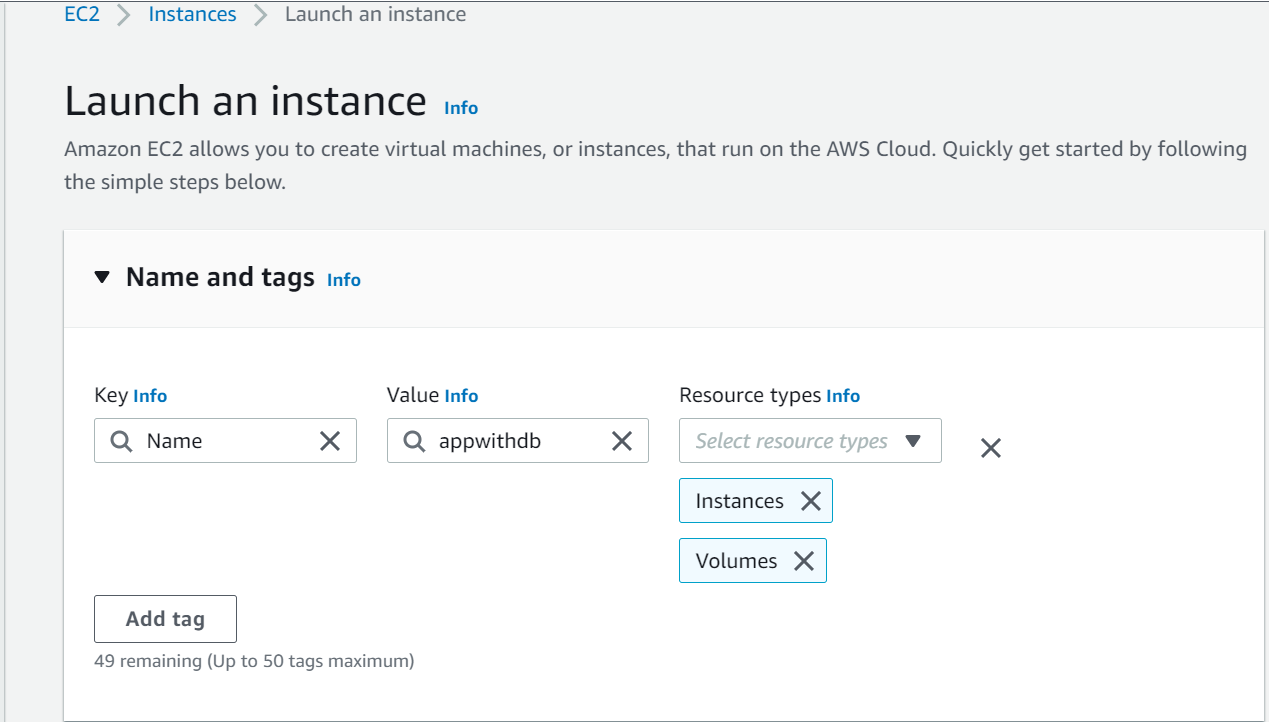 EC2 Instances Launch an instance
Launch an instance Info
Amazon EC2 allows you to create virtual machines, or instances, that run on the AWS Cloud. Quickly get started by following
the simple steps below.
Name and tags Info
Key Info Value Info Resource types Info
Name appwithdb Select resource types
Instances
Volumes
Add tag
49 remaining (Up to 50 tags maximum)